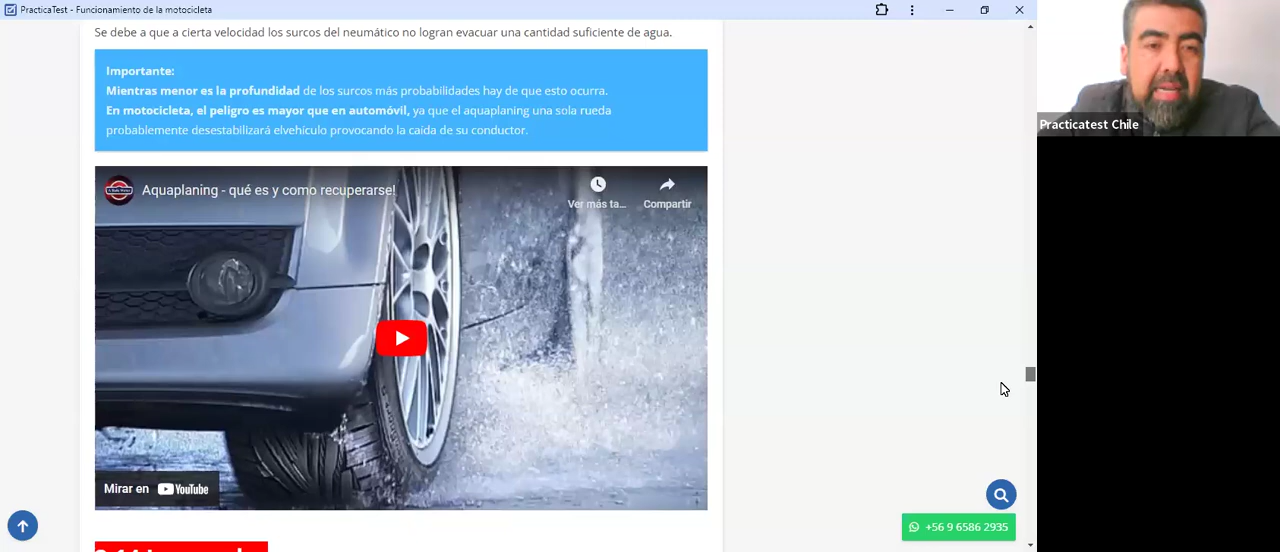 PracticaTest - Funcionamiento de la motocicleta
Se debe a que a cierta velocidad los surcos del neumático no logran evacuar una cantidad suficiente de agua.
Importante:
Mientras menor es la profundidad de los surcos más probabilidades hay de que esto ocurra.
En motocicleta, el peligro es mayor que en automóvil, ya que el aquaplaning una sola rueda
probablemente desestabilizará elvehículo provocando la caída de su conductor.
Aquaplaning - qué es y como recuperarse!
Ver más ta...
Compartir
Mirar en YouTube
+56 9 6586 2935
Practicatest Chile